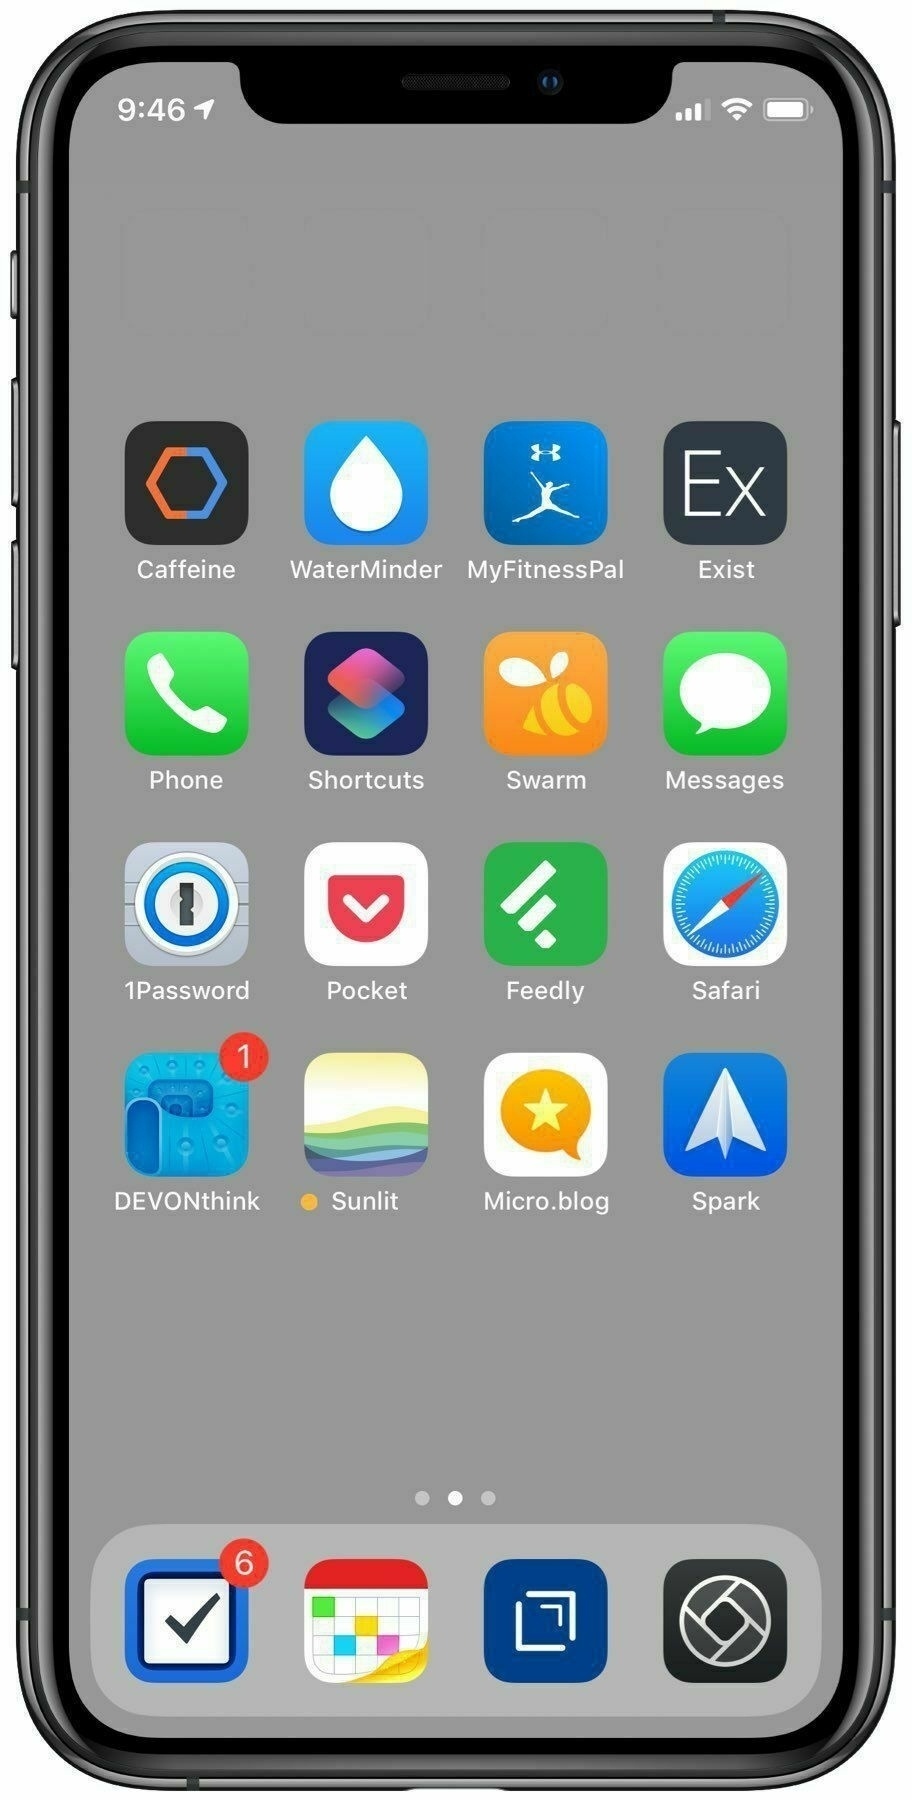 9:46
Ex
Caffeine WaterMinder MyFitnessPal Exist
Phone Shortcuts Swarm Messages
1Password Pocket Feedly Safari
1
DEVONthink Sunlit Micro.blog Spark
6